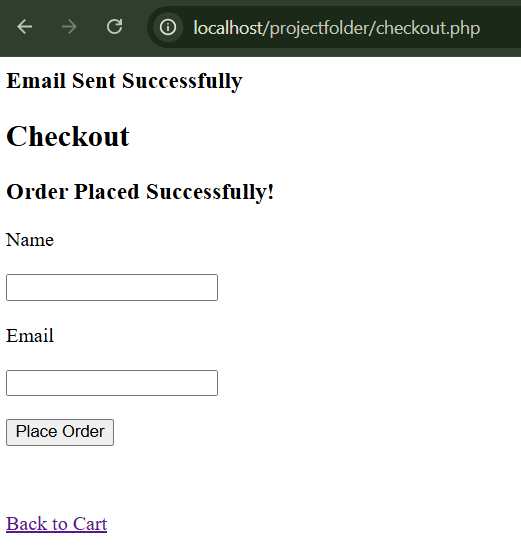 localhost/projectfolder/checkout.php
Email Sent Successfully
Checkout
Order Placed Successfully!
Name
Email
Place Order
Back to Cart